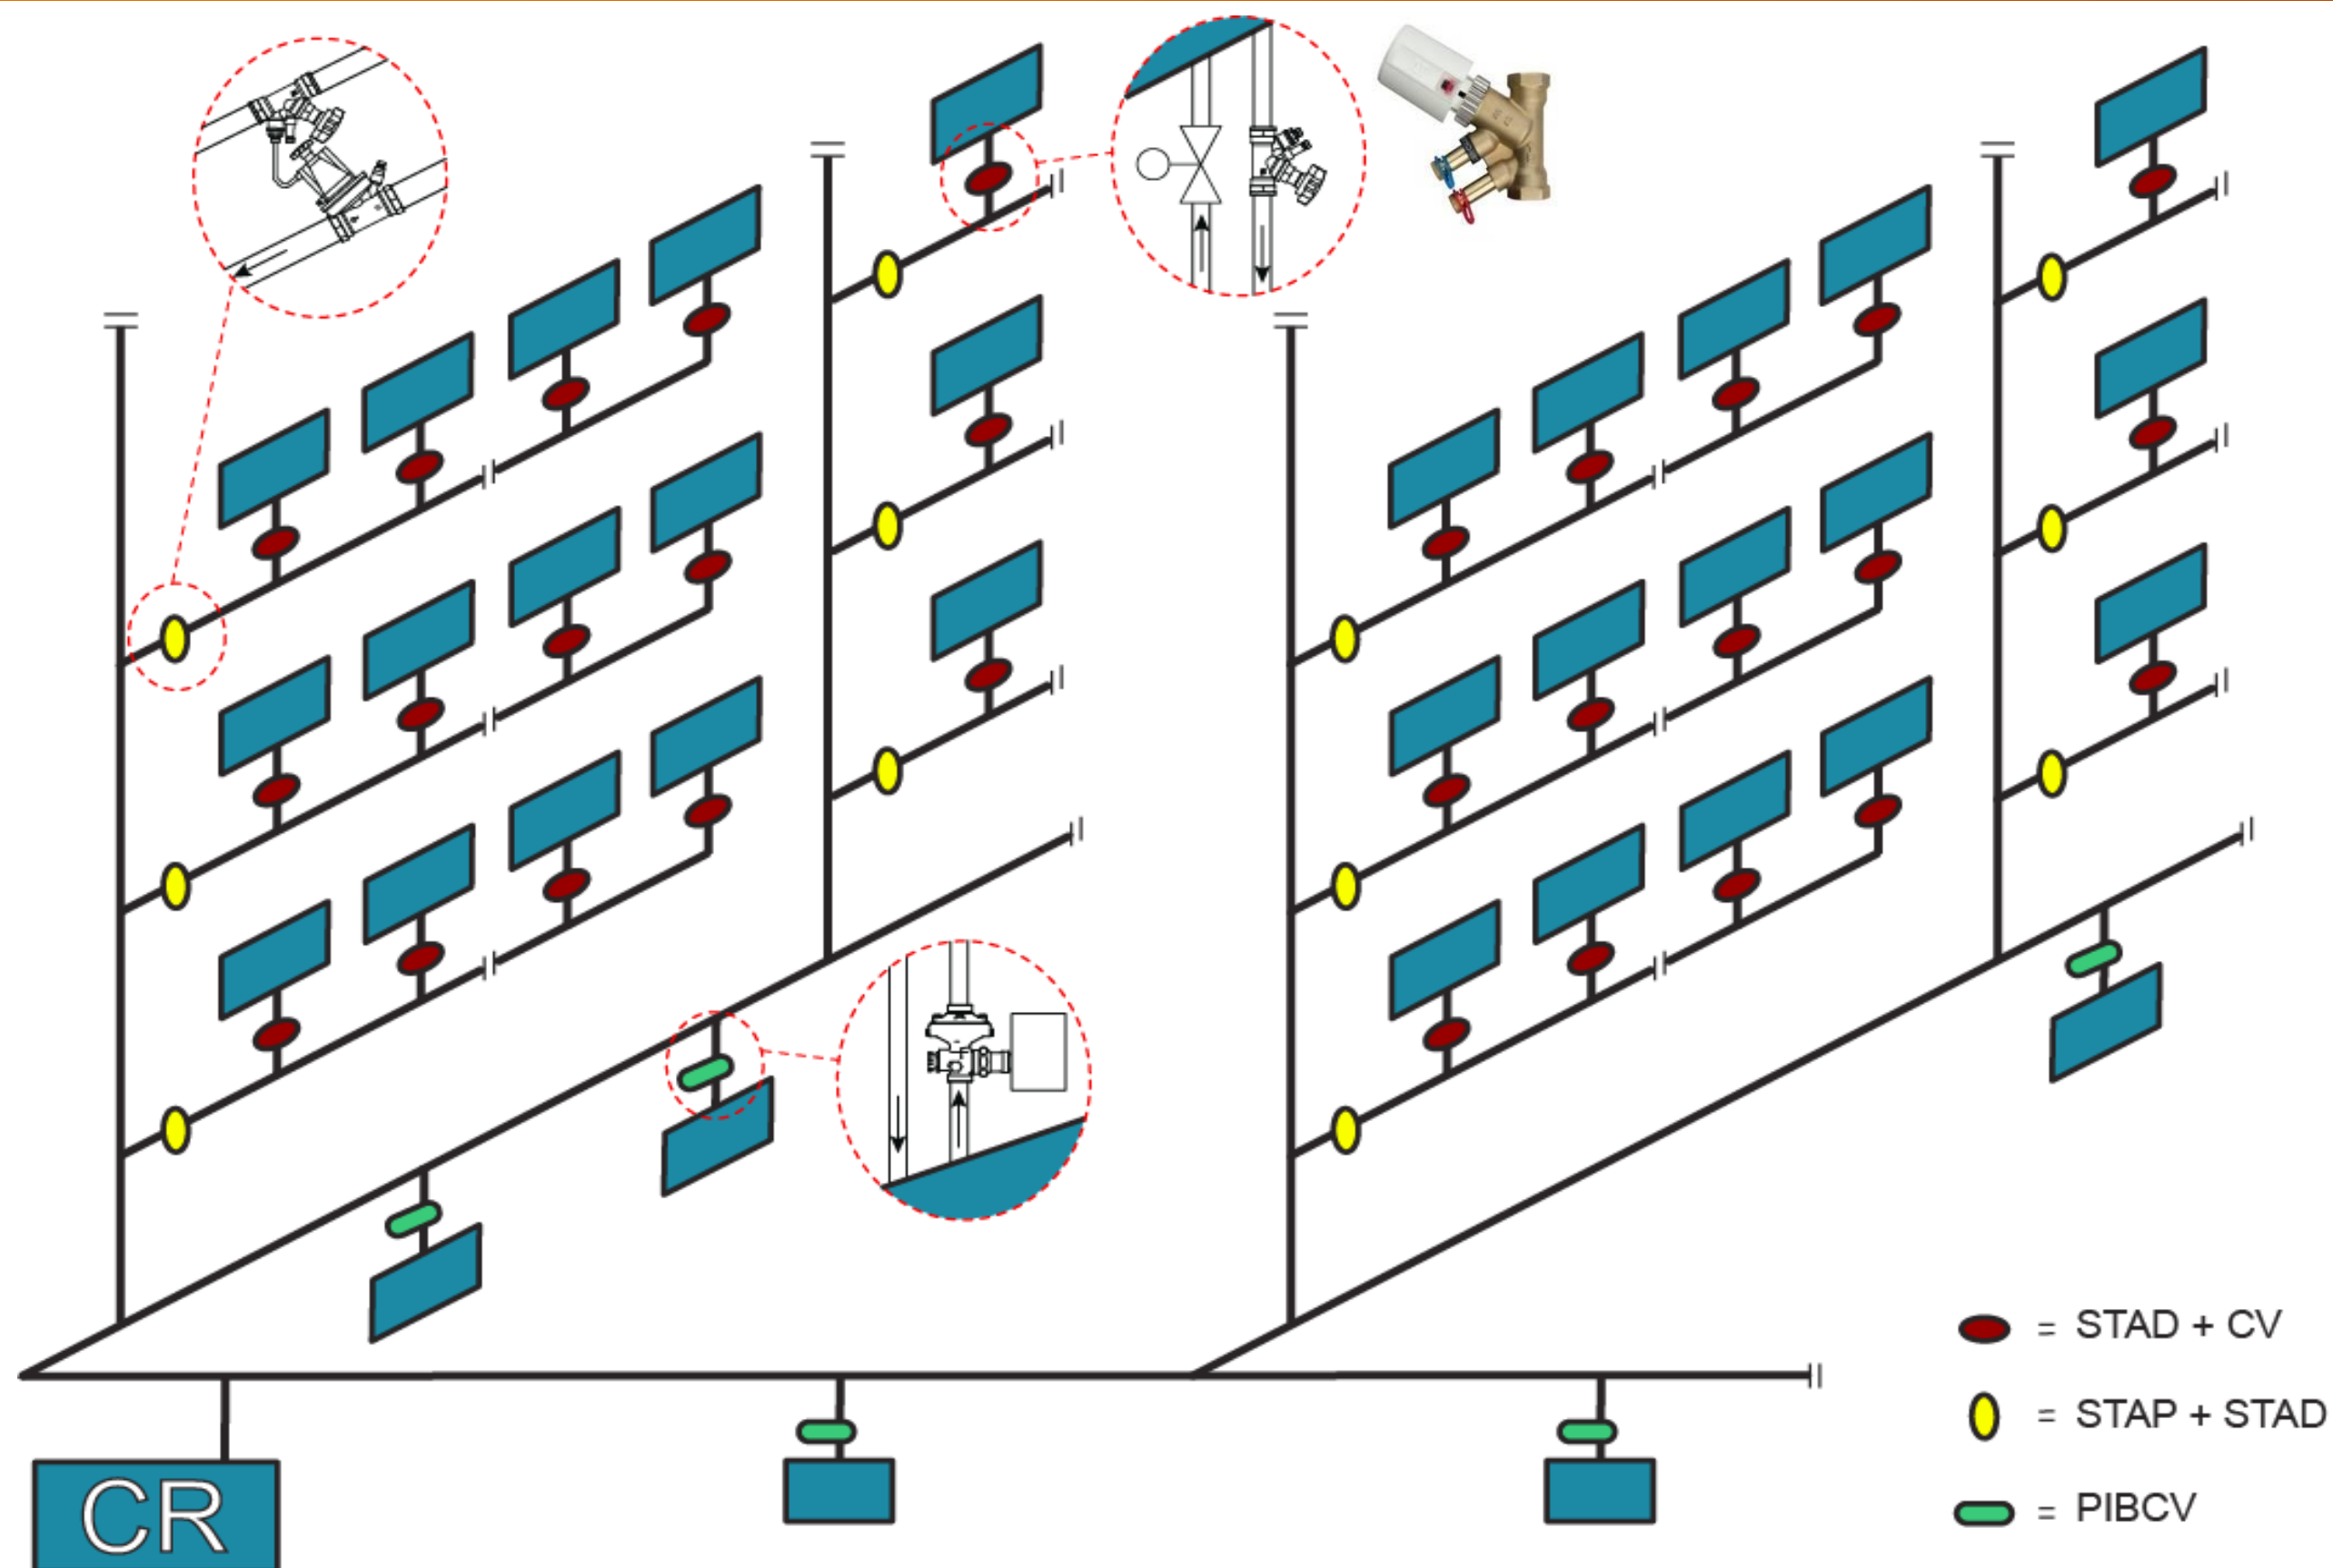 = STAD + CV
= STAP + STAD
= PIBCV
CR